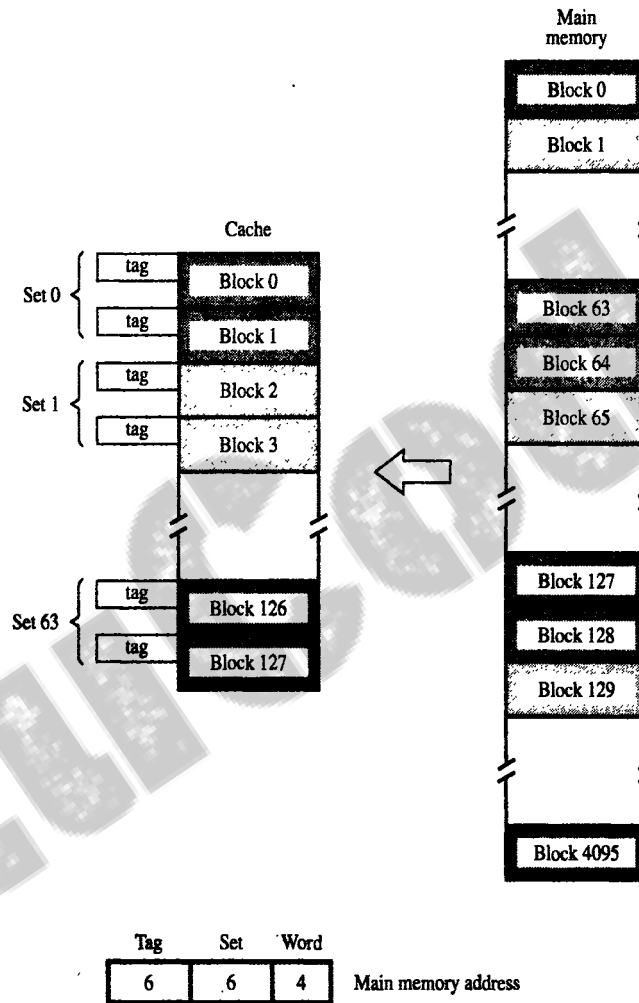 Main
memory
Block 0
Block 1
Cache
Set 0
tag
Block 0
tag
Block 1
Set 1
tag
Block 2
tag
Block 3
Block 63
Block 64
Block 65
Set 63
tag
Block 126
tag
Block 127
Block 127
Block 128
Block 129
Block 4095
Tag Set Word
6 6 4 Main memory address